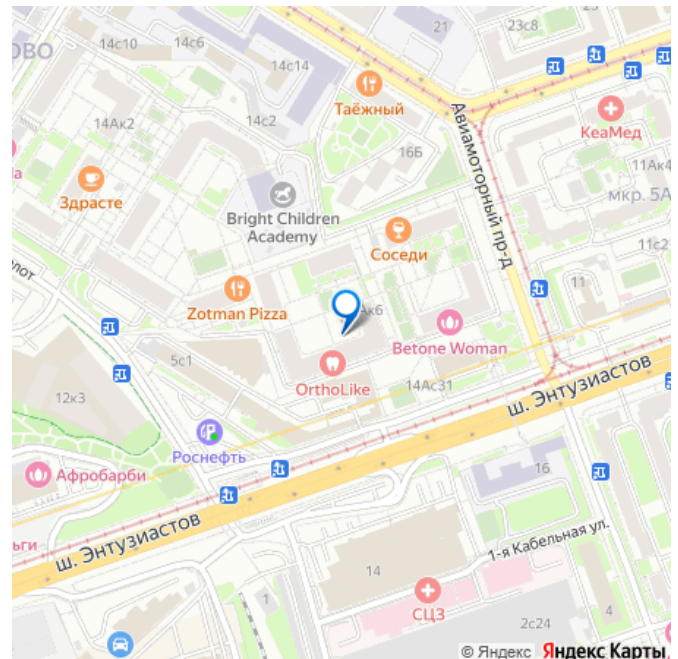 21
23с8
ОВО
14с10
14с6
14с14
Таёжный
Авиамоторный пр-д
КеаМед
14Ак2
14с2
16Б
11Ак4
мкр. 5А
Здрасте
Bright Children
Academy
Соседи
11с2
11
Zotman Pizza
Ак6
Betone Woman
5с1
OrthoLike
14Ас31
ш. Энтузиастов
12к3
Роснефть
Афробарби
16
ьги
ш. Энтузиастов
1-я Кабельная ул.
14
1
СЦЗ
2с24
4
© Яндекс Яндекс Карты